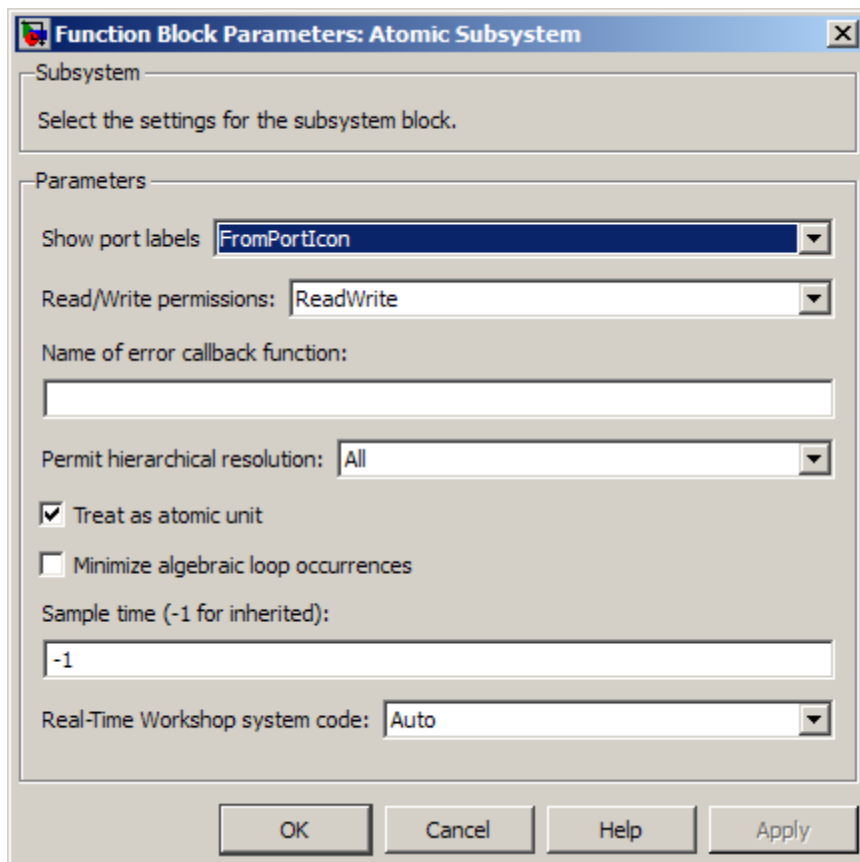 Function Block Parameters: Atomic Subsystem
Subsystem
Select the settings for the subsystem block.
Parameters
Show port labels FromPortIcon
Read/Write permissions: ReadWrite
Name of error callback function:
Permit hierarchical resolution: All
Treat as atomic unit
Minimize algebraic loop occurrences
Sample time (-1 for inherited):
-1
Real-Time Workshop system code: Auto
OK Cancel Help Apply